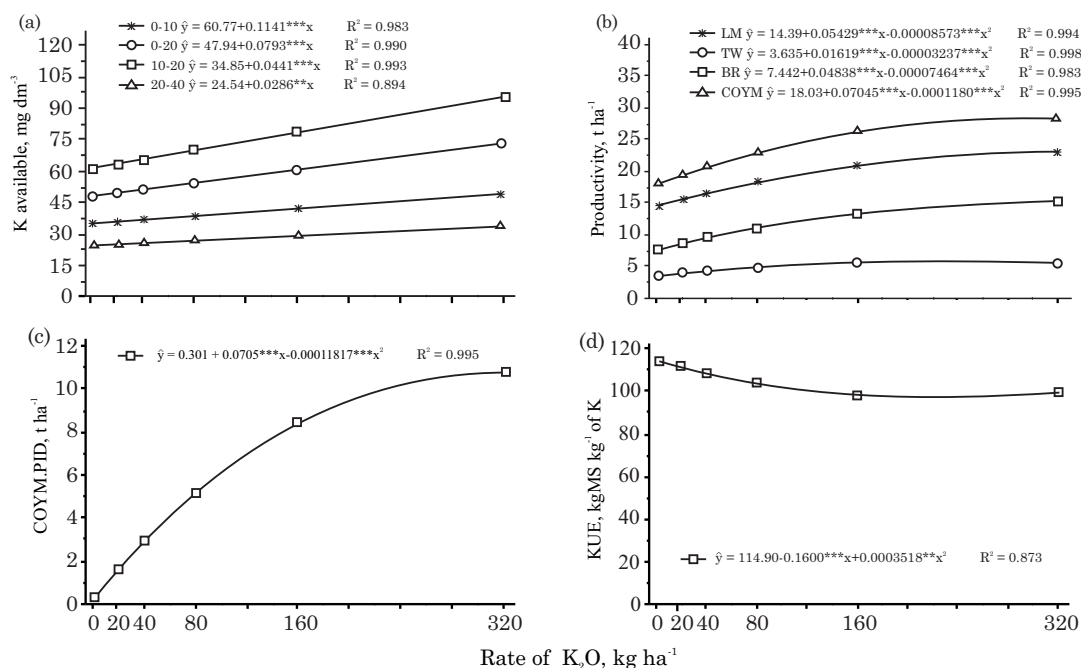 (a)
0-10 ŷ = 60.77+0.1141***x R² = 0.983
0-20 ŷ = 47.94+0.0793***x R² = 0.990
10-20 ŷ = 34.85+0.0441***x R² = 0.993
20-40 ŷ = 24.54+0.0286**x R² = 0.894
K available, mg dm⁻³
120
105
90
75
60
45
30
15
0
(b)
LM ŷ = 14.39+0.05429***x-0.00008573***x² R² = 0.994
TW ŷ = 3.635+0.01619***x-0.00003237***x² R² = 0.998
BR ŷ = 7.442+0.04838***x-0.00007464***x² R² = 0.983
COYM ŷ = 18.03+0.07045***x-0.0001180***x² R² = 0.995
Productivity, t ha⁻¹
40
35
30
25
20
15
10
5
0
(c)
ŷ = 0.301 + 0.0705***x-0.00011817***x² R² = 0.995
COYM.PID, t ha⁻¹
12
10
8
6
4
2
0
0 20 40 80 160 320
(d)
KUE, kgMS kg⁻¹ of K
120
100
80
60
40
20
0
ŷ = 114.90-0.1600***x+0.0003518**x² R² = 0.873
0 20 40 80 160 320
Rate of K₂O, kg ha⁻¹